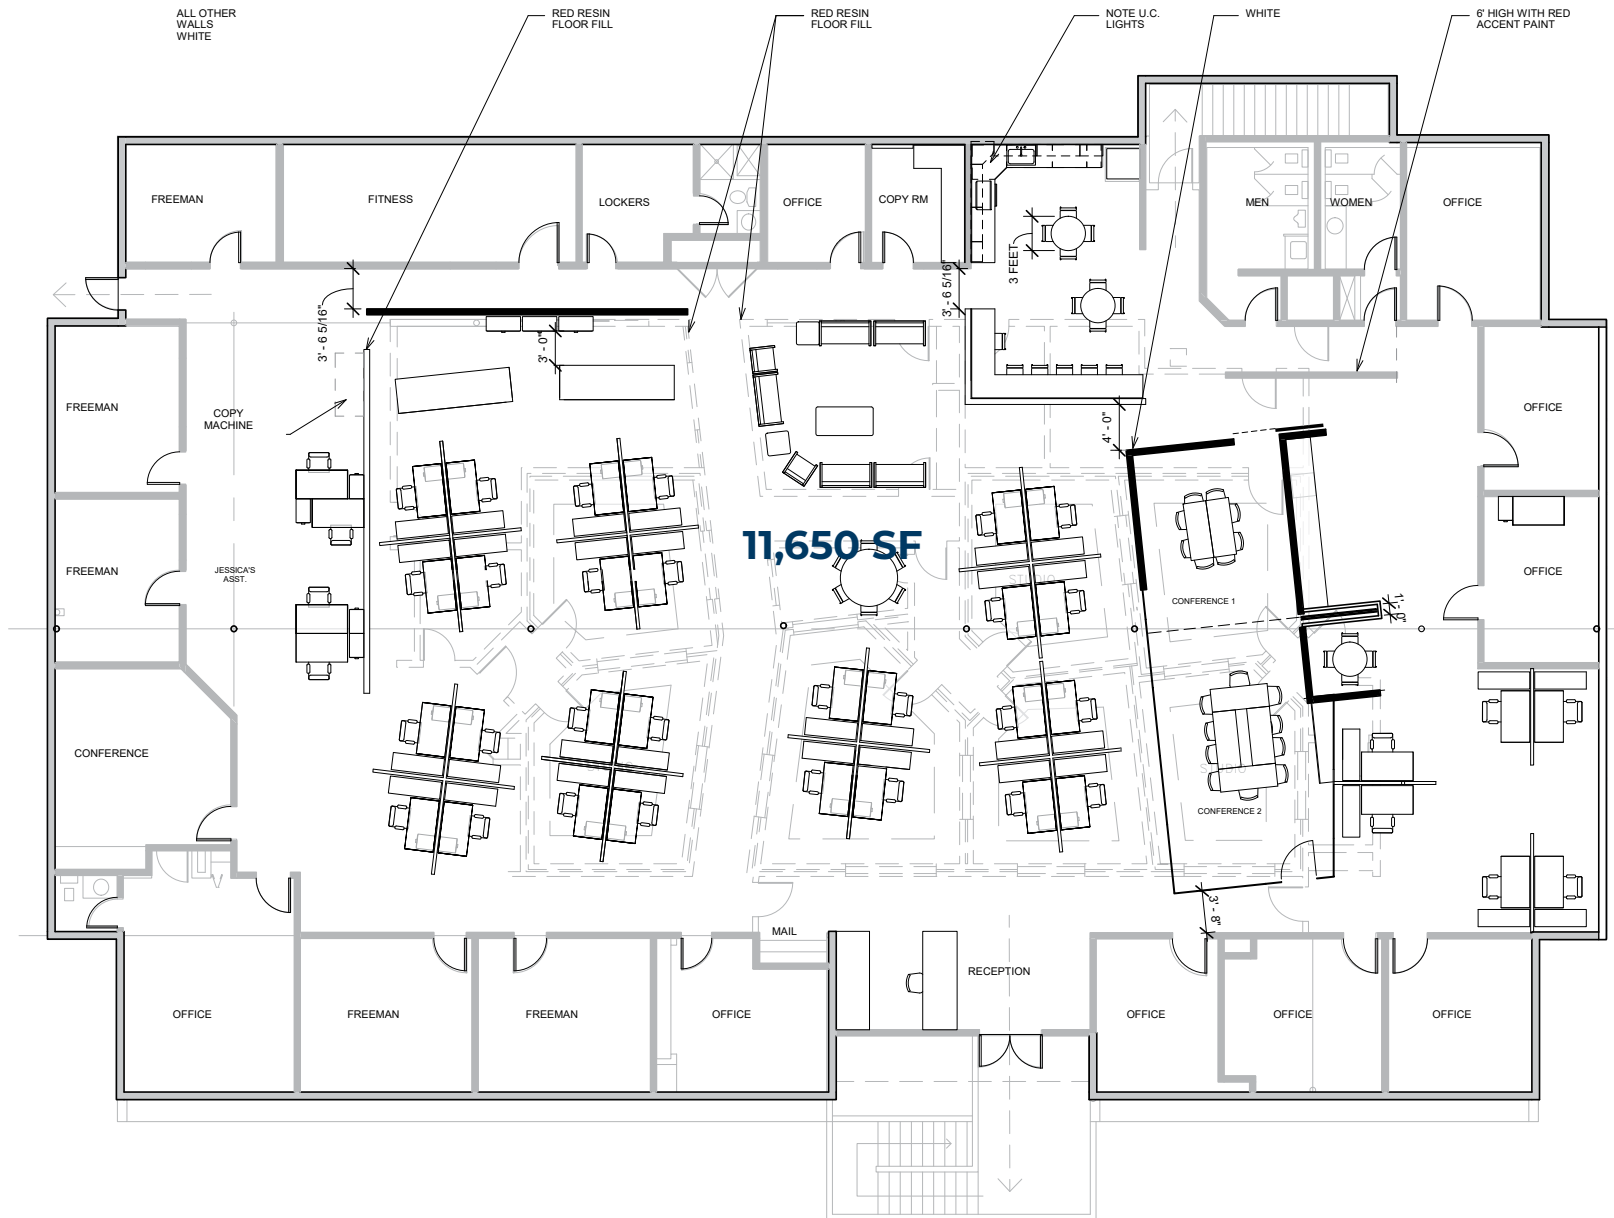 ALL OTHER
WALLS
WHITE
RED RESIN
FLOOR FILL
RED RESIN
FLOOR FILL
NOTE U.C.
LIGHTS
WHITE
6' HIGH WITH RED
ACCENT PAINT
FREEMAN
FITNESS
LOCKERS
OFFICE
COPY RM
MEN
WOMEN
OFFICE
3 FEET
3' - 6 5/16"
3' - 6 5/16"
3' - 0"
FREEMAN
COPY
MACHINE
4' - 0"
OFFICE
11,650 SF
FREEMAN
JESSICA'S
ASST.
STUDIO
CONFERENCE 1
OFFICE
1' - 0"
CONFERENCE
STUDIO
CONFERENCE 2
3' - 8"
MAIL
RECEPTION
OFFICE
FREEMAN
FREEMAN
OFFICE
OFFICE
OFFICE
OFFICE